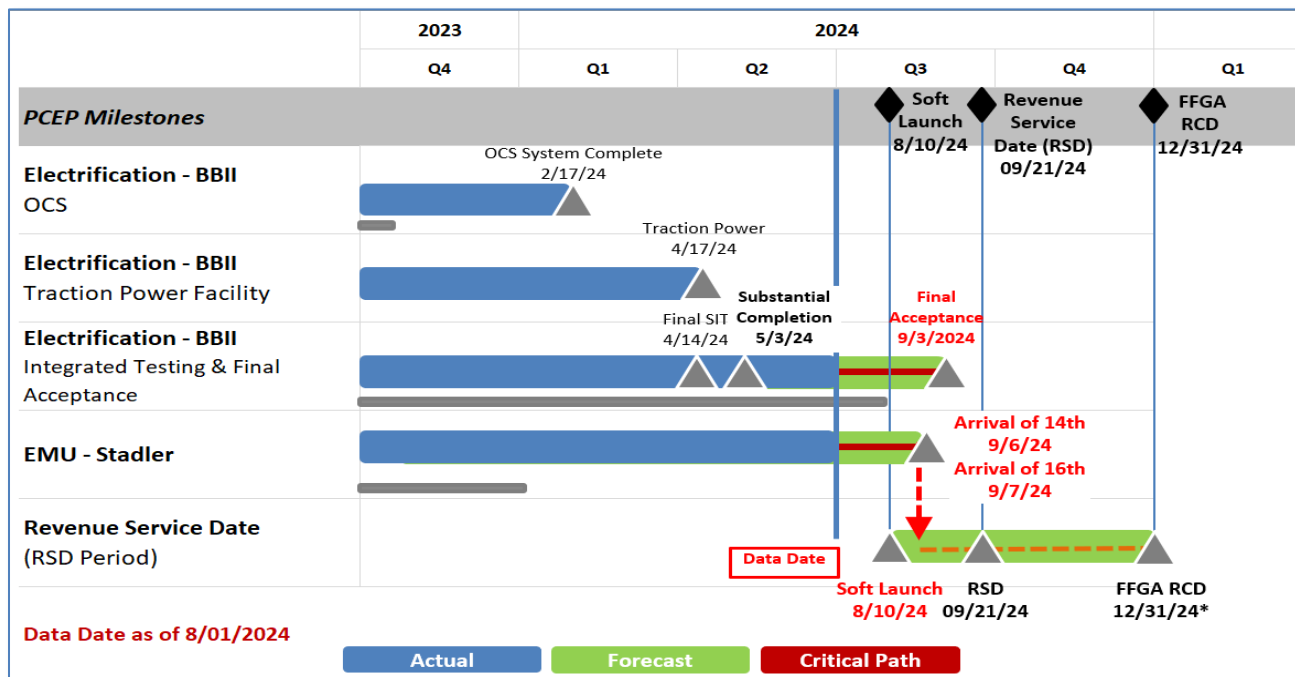 2023
2024
Q4
Q1
Q2
Q3
Q4
Q1
PCEP Milestones
Soft
Launch
8/10/24
Revenue
Service
Date (RSD)
09/21/24
FFGA
RCD
12/31/24
Electrification - BBII
OCS
OCS System Complete
2/17/24
Electrification - BBII
Traction Power Facility
Traction Power
4/17/24
Electrification - BBII
Integrated Testing & Final
Acceptance
Final SIT
4/14/24
Substantial
Completion
5/3/24
Final
Acceptance
9/3/2024
EMU - Stadler
Arrival of 14th
9/6/24
Arrival of 16th
9/7/24
Revenue Service Date
(RSD Period)
Data Date
Soft Launch
8/10/24
RSD
09/21/24
FFGA RCD
12/31/24*
Data Date as of 8/01/2024
Actual
Forecast
Critical Path